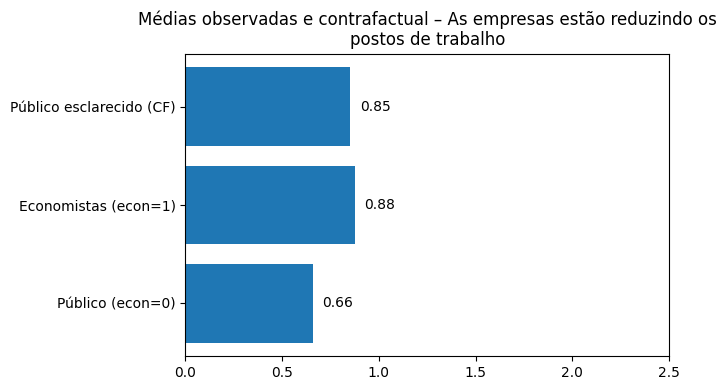 Médias observadas e contrafactual – As empresas estão reduzindo os
postos de trabalho
Público esclarecido (CF)
0.85
Economistas (econ=1)
0.88
Público (econ=0)
0.66
0.0 0.5 1.0 1.5 2.0 2.5